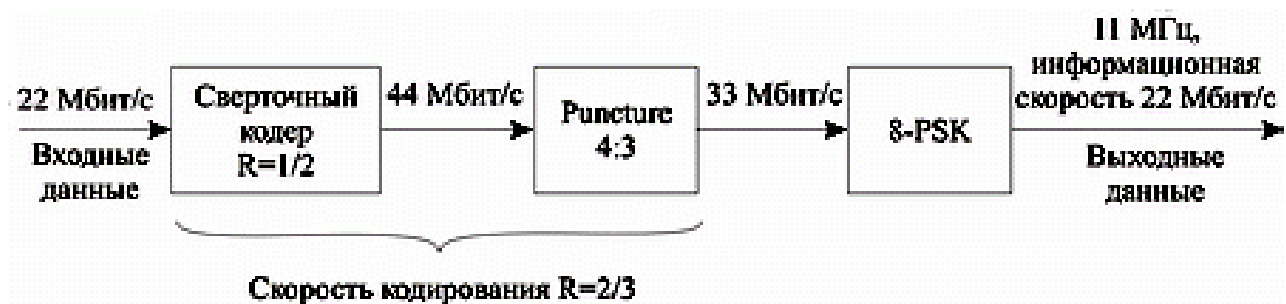 22 Мбит/с
Входные
данные
Сверточный
кодер
R=1/2
44 Мбит/с
Puncture
4:3
33 Мбит/с
8-PSK
11 МГц,
информационная
скорость 22 Мбит/с
Выходные
данные
Скорость кодирования R=2/3